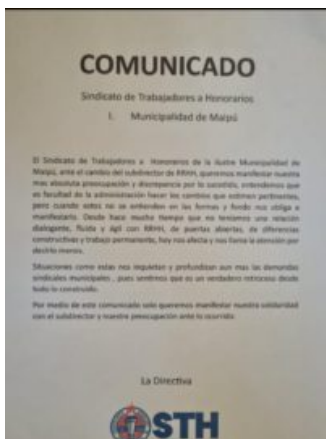 COMUNICADO
Sindicato de Trabajadores a Honorarios
I. Municipalidad de Maipú
El Sindicato de Trabajadores a Honorarios de la Ilustre Municipalidad de
Maipú, ante el cambio del subdirector de RRHH, queremos manifestar nuestra
mas absoluta preocupación y discrepancia por lo sucedido, entendemos que
es facultad de la administración hacer los cambios que estimen pertinentes,
pero cuando estos no se entienden en las formas y fondo nos obliga a
manifestarlo. Desde hace mucho tiempo que no teníamos una relación
dialogante, fluida y ágil con RRHH, de puertas abiertas, de diferencias
constructivas y trabajo permanente, hoy nos afecta y nos llama la atención por
decirlo menos.
Situaciones como estas nos inquietan y profundizan aun mas las demandas
sindicales municipales , pues sentimos que es un verdadero retroceso desde
todo lo construido.
Por medio de este comunicado solo queremos manifestar nuestra solidaridad
con el subdirector y nuestra preocupación ante lo ocurrido.
La Directiva
STH